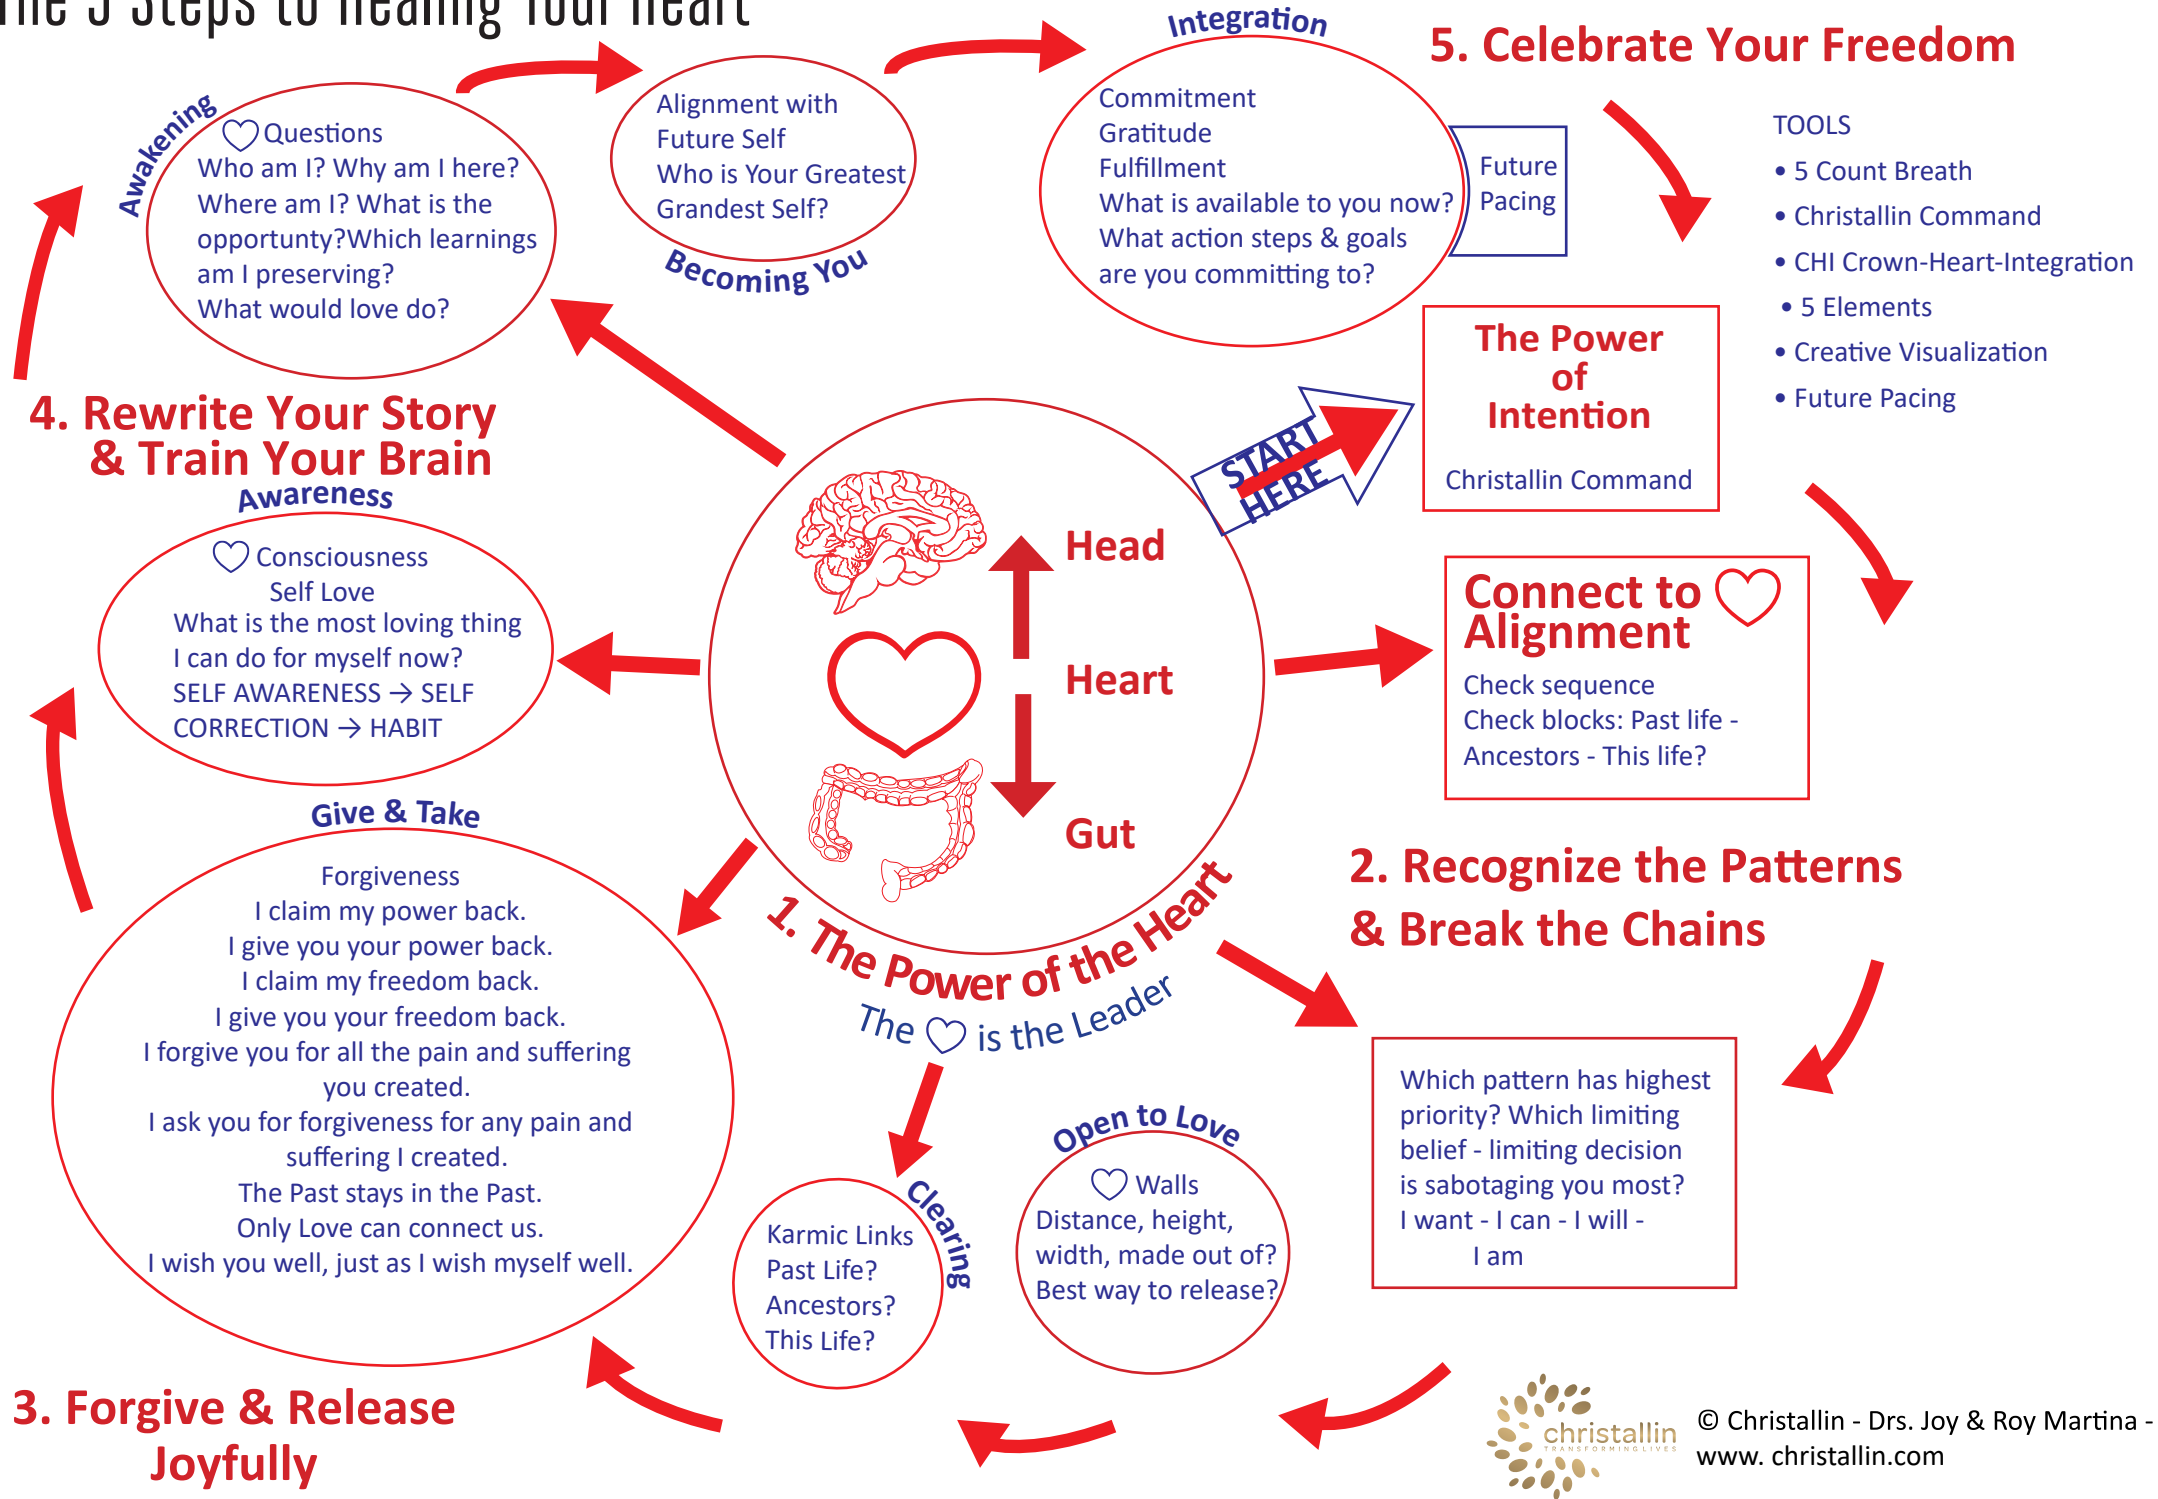 The 5 Steps to Healing Your Heart
Integration
5. Celebrate Your Freedom
Awakening
Questions
Who am I? Why am I here?
Where am I? What is the
opportunty?Which learnings
am I preserving?
What would love do?
Alignment with
Future Self
Who is Your Greatest
Grandest Self?
Becoming You
Commitment
Gratitude
Fulfillment
What is available to you now?
What action steps & goals
are you committing to?
Future
Pacing
TOOLS
• 5 Count Breath
• Christallin Command
• CHI Crown-Heart-Integration
• 5 Elements
• Creative Visualization
• Future Pacing
START
HERE
The Power
of
Intention
Christallin Command
4. Rewrite Your Story
& Train Your Brain
Awareness
Consciousness
Self Love
What is the most loving thing
I can do for myself now?
SELF AWARENESS → SELF
CORRECTION → HABIT
Head
Heart
Gut
1. The Power of the Heart
The is the Leader
Connect to
Alignment
Check sequence
Check blocks: Past life -
Ancestors - This life?
2. Recognize the Patterns
& Break the Chains
Which pattern has highest
priority? Which limiting
belief - limiting decision
is sabotaging you most?
I want - I can - I will -
I am
Open to Love
Walls
Distance, height,
width, made out of?
Best way to release?
Clearing
Karmic Links
Past Life?
Ancestors?
This Life?
Give & Take
Forgiveness
I claim my power back.
I give you your power back.
I claim my freedom back.
I give you your freedom back.
I forgive you for all the pain and suffering
you created.
I ask you for forgiveness for any pain and
suffering I created.
The Past stays in the Past.
Only Love can connect us.
I wish you well, just as I wish myself well.
3. Forgive & Release
Joyfully
christallin
TRANSFORMINGLIVES
© Christallin - Drs. Joy & Roy Martina -
www. christallin.com